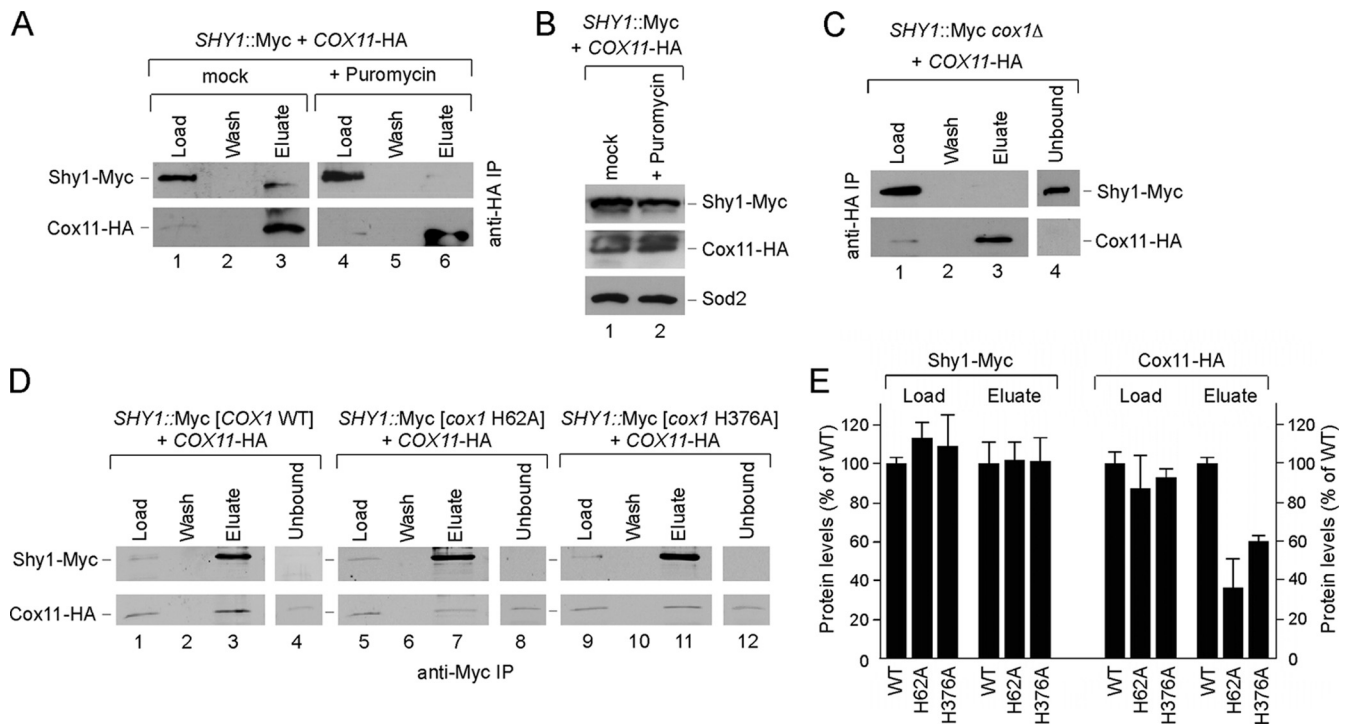 A
SHY1::Myc + COX11-HA
mock
+ Puromycin
Load
Wash
Eluate
Load
Wash
Eluate
Shy1-Myc
Cox11-HA
anti-HA IP
1 2 3 4 5 6
B
SHY1::Myc
+ COX11-HA
mock
+ Puromycin
Shy1-Myc
Cox11-HA
Sod2
1 2
C
SHY1::Myc cox1Δ
+ COX11-HA
Load
Wash
Eluate
Unbound
anti-HA IP
Shy1-Myc
Cox11-HA
1 2 3 4
D
SHY1::Myc [COX1 WT]
+ COX11-HA
SHY1::Myc [cox1 H62A]
+ COX11-HA
SHY1::Myc [cox1 H376A]
+ COX11-HA
Load
Wash
Eluate
Unbound
Load
Wash
Eluate
Unbound
Load
Wash
Eluate
Unbound
Shy1-Myc
Cox11-HA
1 2 3 4 5 6 7 8 9 10 11 12
anti-Myc IP
E
Shy1-Myc
Cox11-HA
Load
Eluate
Load
Eluate
Protein levels (% of WT)
120
100
80
60
40
20
0
120
100
80
60
40
20
0
Protein levels (% of WT)
WT
H62A
H376A
WT
H62A
H376A
WT
H62A
H376A
WT
H62A
H376A